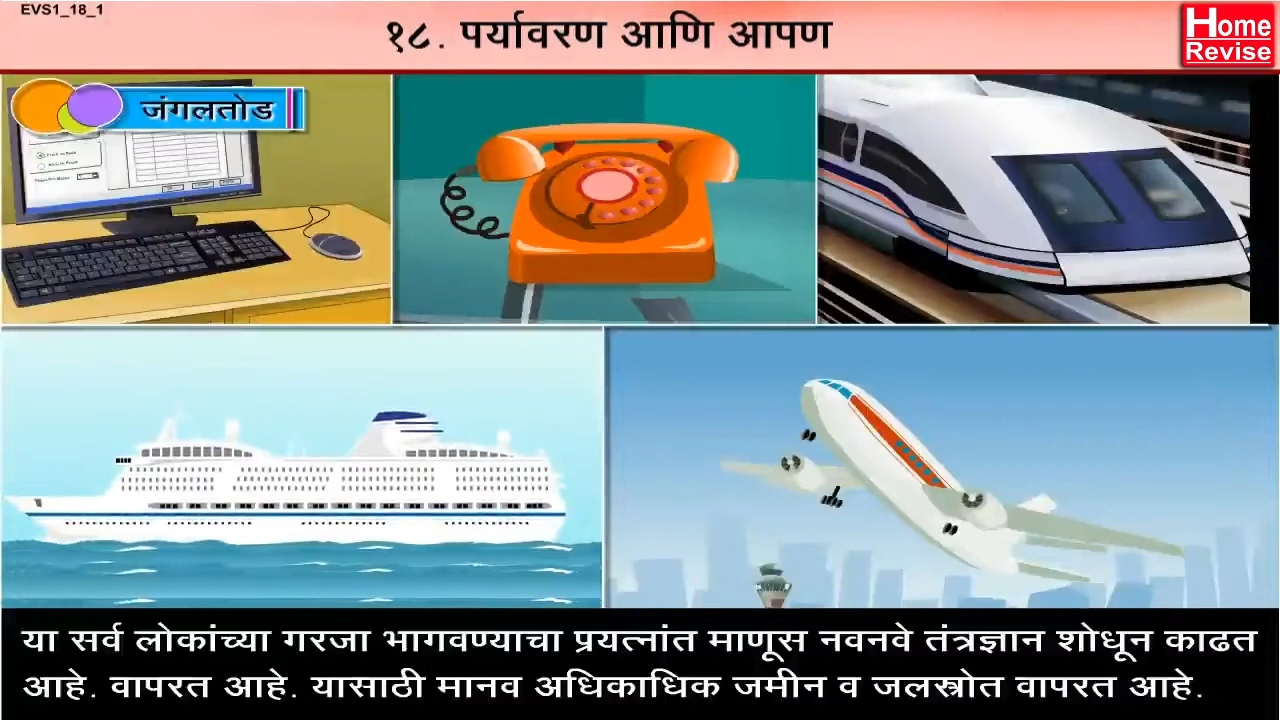 EVS1_18_1
१८. पर्यावरण आणि आपण
Home
Revise
जंगलतोड
या सर्व लोकांच्या गरजा भागवण्याचा प्रयत्नांत माणूस नवनवे तंत्रज्ञान शोधून काढत
आहे. वापरत आहे. यासाठी मानव अधिकाधिक जमीन व जलस्त्रोत वापरत आहे.